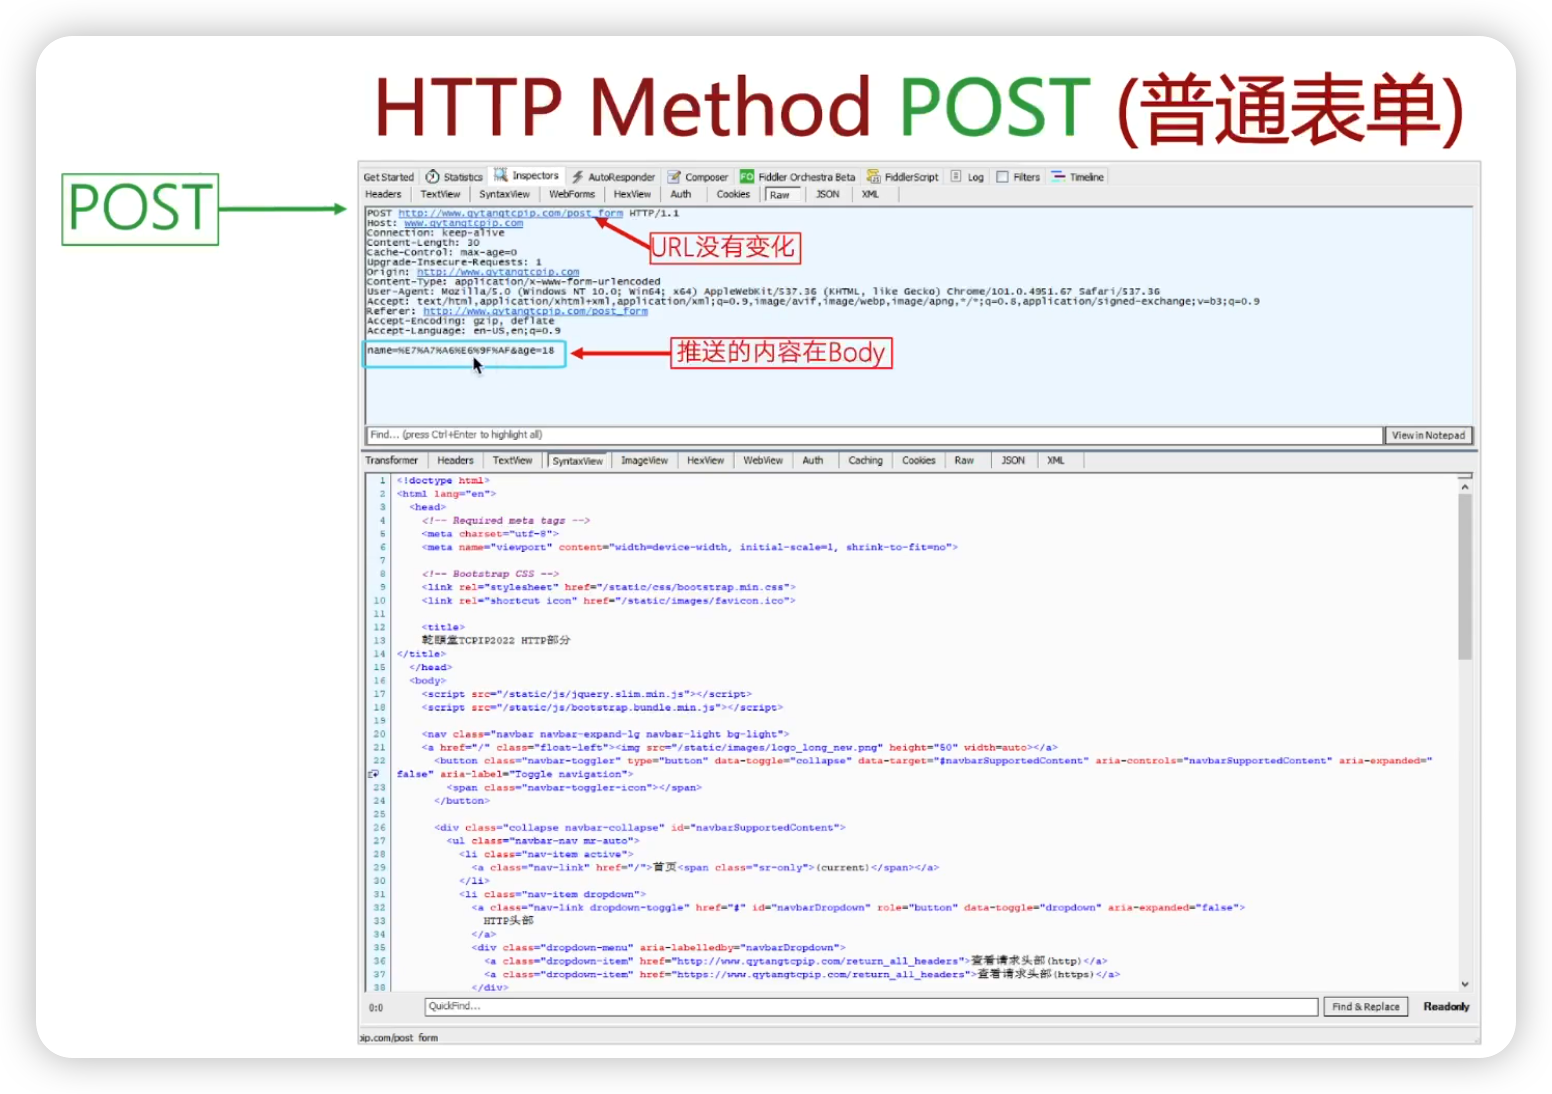 HTTP Method POST (普通表单)
POST
Get Started Statistics Inspectors AutoResponder Composer FO Fiddler Orchestra Beta FiddlerScript Log Filters Timeline
Headers TextView SyntaxView WebForms HexView Auth Cookies Raw JSON XML
POST http://www.qytangtcpip.com/post_form HTTP/1.1
Host: www.qytangtcpip.com
URL没有变化
Connection: keep-alive
Content-Length: 30
Cache-Control: max-age=0
Upgrade-Insecure-Requests: 1
Origin: http://www.qytangtcpip.com
Content-Type: application/x-www-form-urlencoded
User-Agent: Mozilla/5.0 (Windows NT 10.0; Win64; x64) AppleWebKit/537.36 (KHTML, like Gecko) Chrome/101.0.4951.67 Safari/537.36
Accept: text/html,application/xhtml+xml,application/xml;q=0.9,image/avif,image/webp,image/apng,*/*;q=0.8,application/signed-exchange;v=b3;q=0.9
Referer: http://www.qytangtcpip.com/post_form
Accept-Encoding: gzip, deflate
Accept-Language: en-US,en;q=0.9
name=%E7%A7%A6%E6%9F%AF&age=18
推送的内容在Body
Find... (press Ctrl+Enter to highlight all) View in Notepad
Transformer Headers TextView SyntaxView ImageView HexView WebView Auth Caching Cookies Raw JSON XML
1 <!doctype html>
2 <html lang="en">
3 <head>
4 <!-- Required meta tags -->
5 <meta charset="utf-8">
6 <meta name="viewport" content="width=device-width, initial-scale=1, shrink-to-fit=no">
7
8 <!-- Bootstrap CSS -->
9 <link rel="stylesheet" href="/static/css/bootstrap.min.css">
10 <link rel="shortcut icon" href="/static/images/favicon.ico">
11
12 <title>
13 乾颐堂TCPIP2022 HTTP部分
14 </title>
15 </head>
16 <body>
17 <script src="/static/js/jquery.slim.min.js"></script>
18 <script src="/static/js/bootstrap.bundle.min.js"></script>
19
20 <nav class="navbar navbar-expand-lg navbar-light bg-light">
21 <a href="/" class="float-left"><img src="/static/images/logo_long_new.png" height="50" width=auto></a>
22 <button class="navbar-toggler" type="button" data-toggle="collapse" data-target="#navbarSupportedContent" aria-controls="navbarSupportedContent" aria-expanded="
false" aria-label="Toggle navigation">
23 <span class="navbar-toggler-icon"></span>
24 </button>
25
26 <div class="collapse navbar-collapse" id="navbarSupportedContent">
27 <ul class="navbar-nav mr-auto">
28 <li class="nav-item active">
29 <a class="nav-link" href="/">首页<span class="sr-only">(current)</span></a>
30 </li>
31 <li class="nav-item dropdown">
32 <a class="nav-link dropdown-toggle" href="#" id="navbarDropdown" role="button" data-toggle="dropdown" aria-expanded="false">
33 HTTP头部
34 </a>
35 <div class="dropdown-menu" aria-labelledby="navbarDropdown">
36 <a class="dropdown-item" href="http://www.qytangtcpip.com/return_all_headers">查看请求头部(http)</a>
37 <a class="dropdown-item" href="https://www.qytangtcpip.com/return_all_headers">查看请求头部(https)</a>
38 </div>
0:0 QuickFind... Find & Replace Readonly
pip.com/post_form